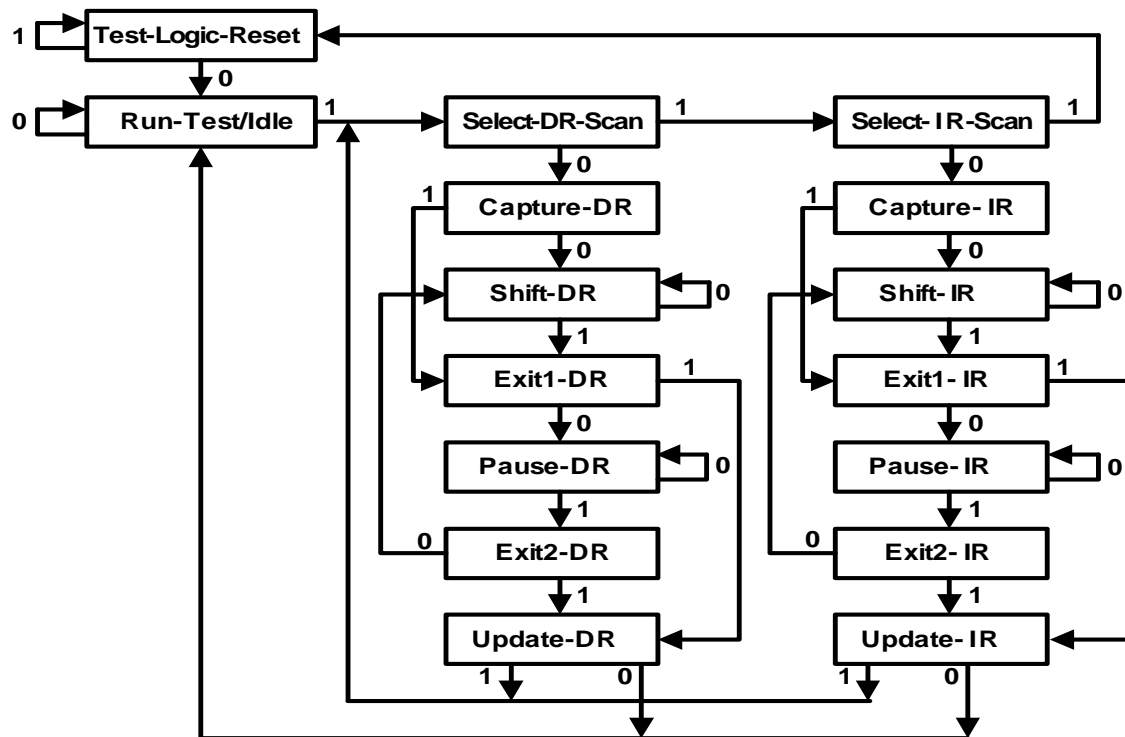 1 Test-Logic-Reset
0
0 Run-Test/Idle 1 Select-DR-Scan 1 Select-IR-Scan 1
0 0
1 Capture-DR 1 Capture-IR
0 0
Shift-DR 0 Shift-IR 0
1 1
Exit1-DR 1 Exit1-IR 1
0 0
Pause-DR 0 Pause-IR 0
1 1
0 Exit2-DR 0 Exit2-IR
1 1
Update-DR Update-IR
1 0 1 0